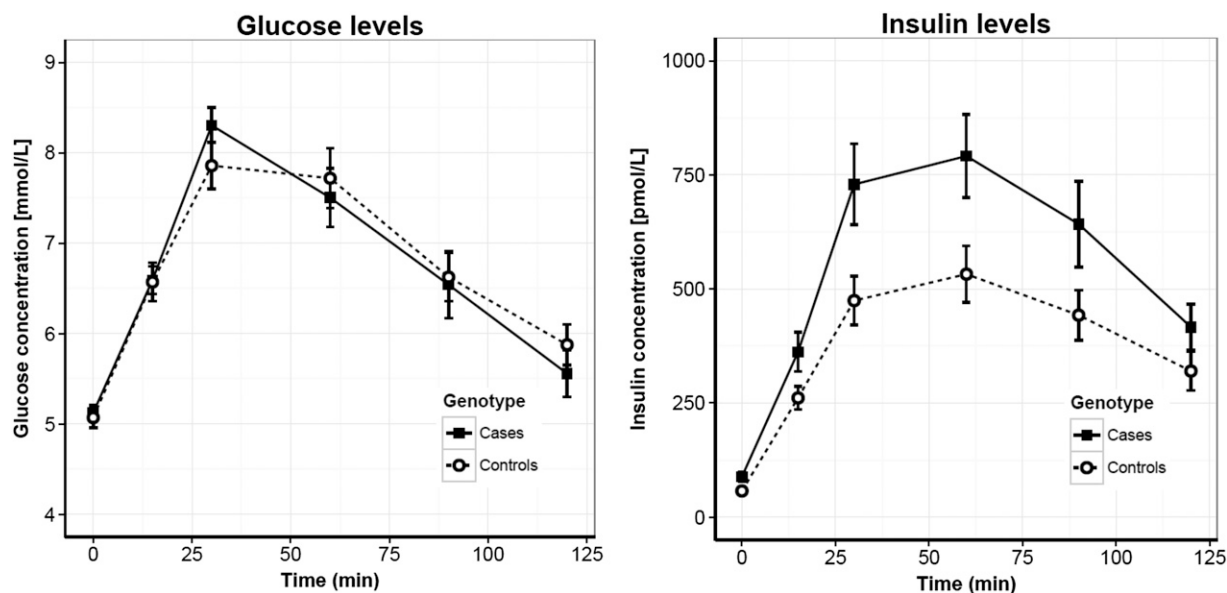 Glucose levels
Glucose concentration [mmol/L]
9
8
7
6
5
4
Genotype
Cases
Controls
0
25
50
75
100
125
Time (min)
Insulin levels
Insulin concentration [pmol/L]
1000
750
500
250
0
Genotype
Cases
Controls
0
25
50
75
100
125
Time (min)